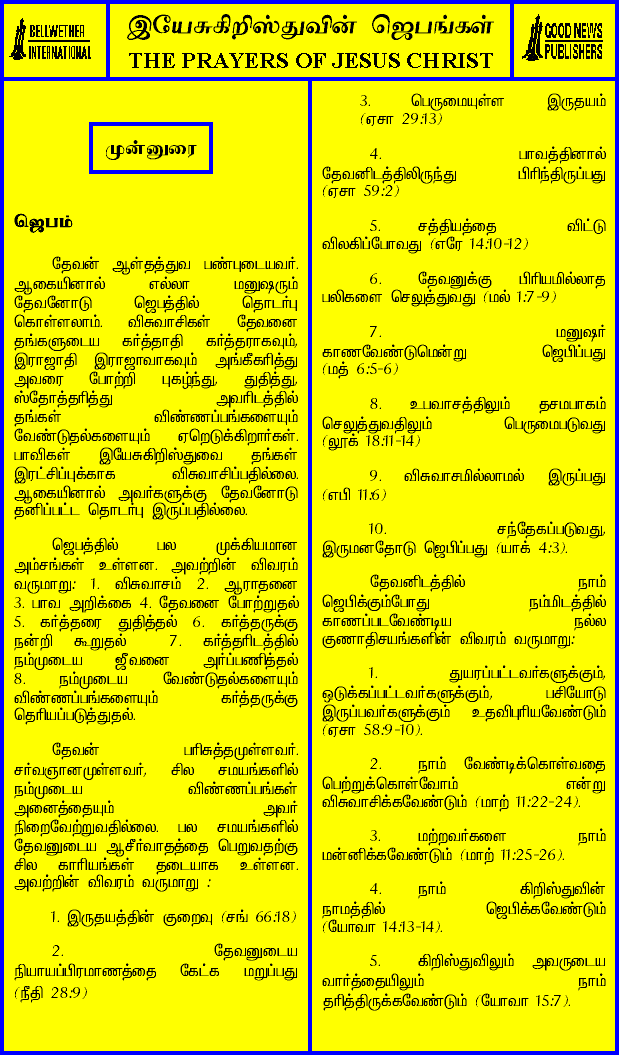 BELLWETHER
INTERNATIONAL
இயேசுகிறிஸ்துவின் ஜெபங்கள்
THE PRAYERS OF JESUS CHRIST
GOOD NEWS
PUBLISHERS
முன்னுரை
ஜெபம்
தேவன் ஆள்தத்துவ பண்புடையவர்.
ஆகையினால் எல்லா மனுஷரும்
தேவனோடு ஜெபத்தில் தொடர்பு
கொள்ளலாம். விசுவாசிகள் தேவனை
தங்களுடைய கர்த்தாதி கர்த்தராகவும்,
இராஜாதி இராஜாவாகவும் அங்கீகரித்து
அவரை போற்றி புகழ்ந்து, துதித்து,
ஸ்தோத்தரித்து அவரிடத்தில்
தங்கள் விண்ணப்பங்களையும்
வேண்டுதல்களையும் ஏறெடுக்கிறார்கள்.
பாவிகள் இயேசுகிறிஸ்துவை தங்கள்
இரட்சிப்புக்காக விசுவாசிப்பதில்லை.
ஆகையினால் அவர்களுக்கு தேவனோடு
தனிப்பட்ட தொடர்பு இருப்பதில்லை.
ஜெபத்தில் பல முக்கியமான
அம்சங்கள் உள்ளன. அவற்றின் விவரம்
வருமாறு: 1. விசுவாசம் 2. ஆராதனை
3. பாவ அறிக்கை 4. தேவனை போற்றுதல்
5. கர்த்தரை துதித்தல் 6. கர்த்தருக்கு
நன்றி கூறுதல் 7. கர்த்தரிடத்தில்
நம்முடைய ஜீவனை அர்ப்பணித்தல்
8. நம்முடைய வேண்டுதல்களையும்
விண்ணப்பங்களையும் கர்த்தருக்கு
தெரியப்படுத்துதல்.
தேவன் பரிசுத்தமுள்ளவர்.
சர்வஞானமுள்ளவர், சில சமயங்களில்
நம்முடைய விண்ணப்பங்கள்
அனைத்தையும் அவர்
நிறைவேற்றுவதில்லை. பல சமயங்களில்
தேவனுடைய ஆசீர்வாதத்தை பெறுவதற்கு
சில காரியங்கள் தடையாக உள்ளன.
அவற்றின் விவரம் வருமாறு :
1. இருதயத்தின் குறைவு (சங் 66:18)
2. தேவனுடைய
நியாயப்பிரமாணத்தை கேட்க மறுப்பது
(நீதி 28:9)
3. பெருமையுள்ள இருதயம்
(ஏசா 29:13)
4. பாவத்தினால்
தேவனிடத்திலிருந்து பிரிந்திருப்பது
(ஏசா 59:2)
5. சத்தியத்தை விட்டு
விலகிப்போவது (எரே 14:10-12)
6. தேவனுக்கு பிரியமில்லாத
பலிகளை செலுத்துவது (மல் 1:7-9)
7. மனுஷர்
காணவேண்டுமென்று ஜெபிப்பது
(மத் 6:5-6)
8. உபவாசத்திலும் தசமபாகம்
செலுத்துவதிலும் பெருமைபடுவது
(லூக் 18:11-14)
9. விசுவாசமில்லாமல் இருப்பது
(எபி 11:6)
10. சந்தேகப்படுவது,
இருமனதோடு ஜெபிப்பது (யாக் 4:3).
தேவனிடத்தில் நாம்
ஜெபிக்கும்போது நம்மிடத்தில்
காணப்படவேண்டிய நல்ல
குணாதிசயங்களின் விவரம் வருமாறு:
1. துயரப்பட்டவர்களுக்கும்,
ஒடுக்கப்பட்டவர்களுக்கும், பசியோடு
இருப்பவர்களுக்கும் உதவிபுரியவேண்டும்
(ஏசா 58:9-10).
2. நாம் வேண்டிக்கொள்வதை
பெற்றுக்கொள்வோம் என்று
விசுவாசிக்கவேண்டும் (மாற் 11:22-24).
3. மற்றவர்களை நாம்
மன்னிக்கவேண்டும் (மாற் 11:25-26).
4. நாம் கிறிஸ்துவின்
நாமத்தில் ஜெபிக்கவேண்டும்
(யோவா 14:13-14).
5. கிறிஸ்துவிலும் அவருடைய
வார்த்தையிலும் நாம்
தரித்திருக்கவேண்டும் (யோவா 15:7).